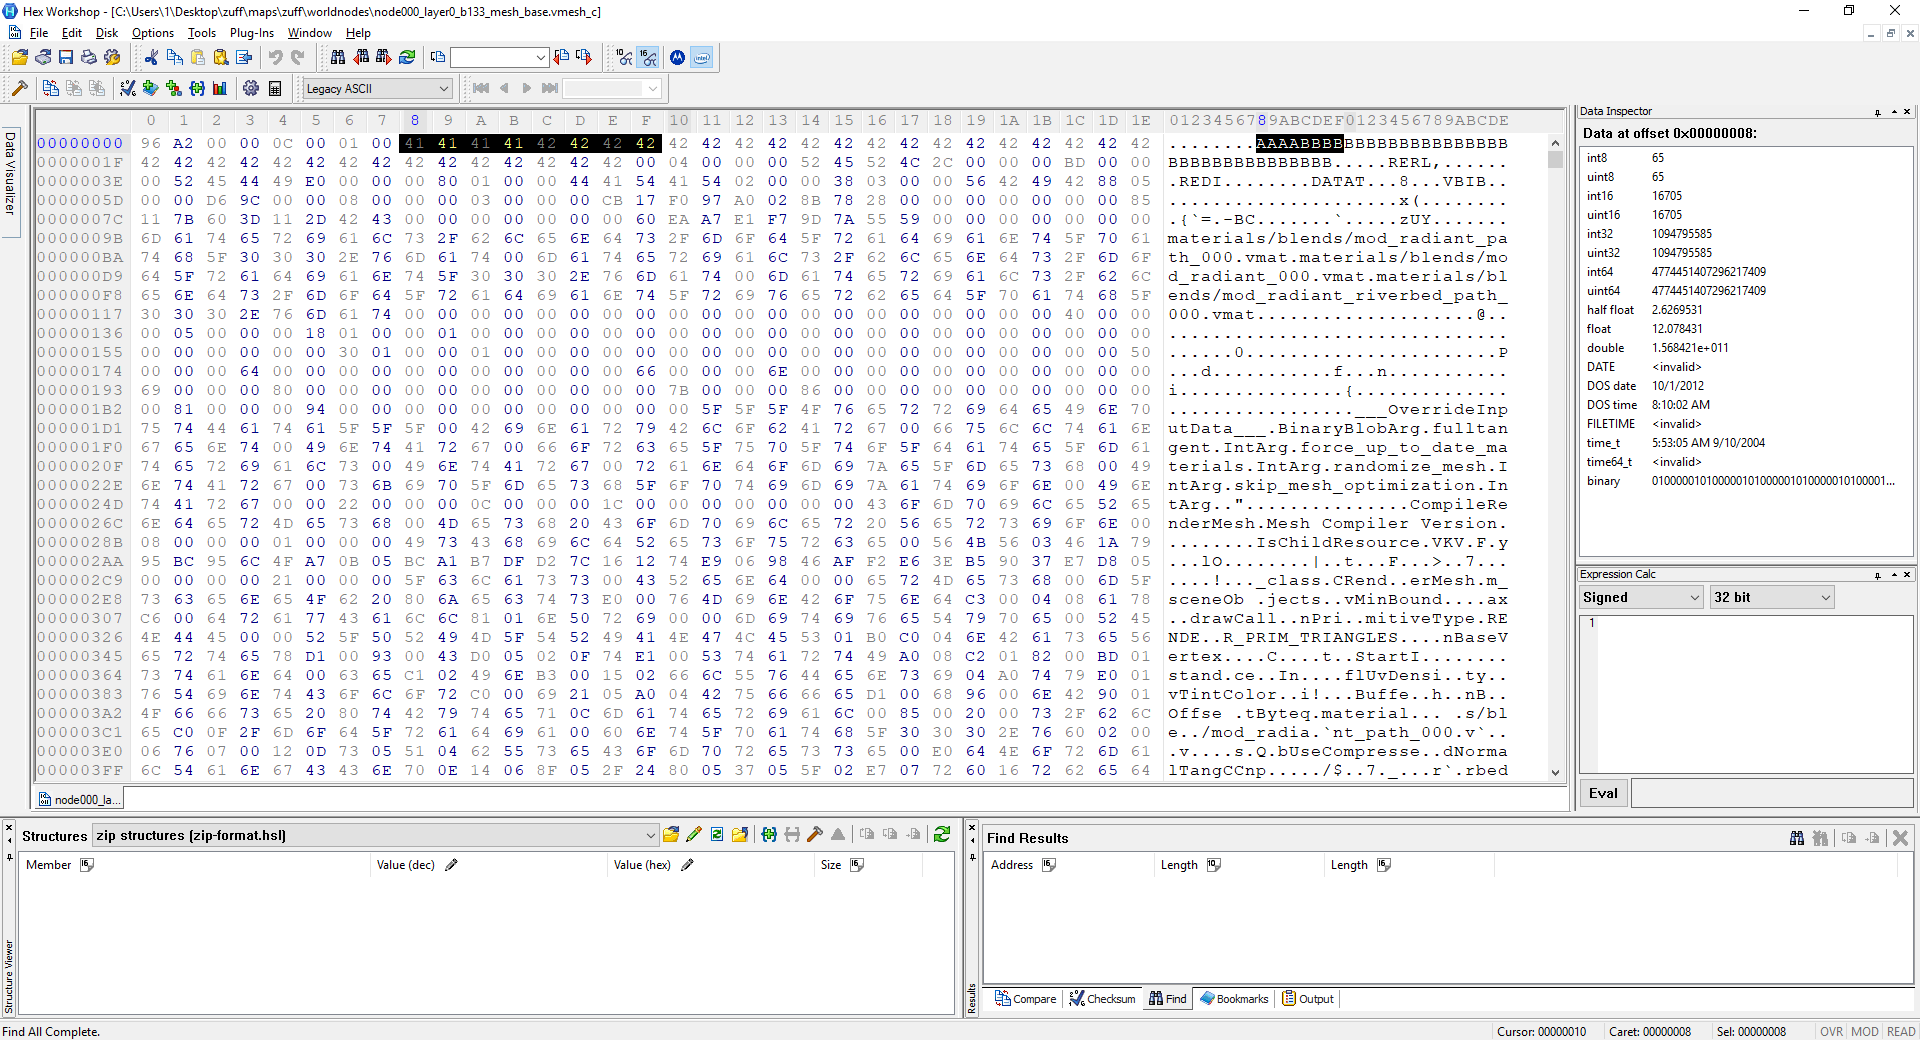 Hex Workshop - [C:\Users\1\Desktop\zuff\maps\zuff\worldnodes\node000_layer0_b133_mesh_base.vmesh_c]
File Edit Disk Options Tools Plug-Ins Window Help
Legacy ASCII
Data Visualizer
0 1 2 3 4 5 6 7 8 9 A B C D E F 10 11 12 13 14 15 16 17 18 19 1A 1B 1C 1D 1E 0123456789ABCDEF0123456789ABCDE
00000000 96 A2 00 00 0C 00 01 00 41 41 41 41 42 42 42 42 42 42 42 42 42 42 42 42 42 42 42 42 42 42 42 ........AAAABBBBBBBBBBBBBBBBBBB
0000001F 42 42 42 42 42 42 42 42 42 42 42 42 42 42 42 00 04 00 00 00 52 45 52 4C 2C 00 00 00 BD 00 00 BBBBBBBBBBBBBBB.....RERL,......
0000003E 00 52 45 44 49 E0 00 00 00 80 01 00 00 44 41 54 41 54 02 00 00 38 03 00 00 56 42 49 42 88 05 .REDI........DATAT...8...VBIB..
0000005D 00 00 D6 9C 00 00 08 00 00 00 00 00 00 00 CB 17 F0 97 A0 02 8B 78 28 00 00 00 00 00 00 00 85 .....................x(........
0000007C 11 7B 60 3D 11 2D 42 43 00 00 00 00 00 00 00 60 EA A7 E1 F7 9D 7A 55 59 00 00 00 00 00 00 00 .{`=.-BC.......`.....zUY.......
0000009B 6D 61 74 65 72 69 61 6C 73 2F 62 6C 65 6E 64 73 2F 6D 6F 64 5F 72 61 64 69 61 6E 74 5F 70 61 materials/blends/mod_radiant_pa
000000BA 74 68 5F 30 30 30 2E 76 6D 61 74 00 6D 61 74 65 72 69 61 6C 73 2F 62 6C 65 6E 64 73 2F 6D 6F th_000.vmat.materials/blends/mo
000000D9 64 5F 72 61 64 69 61 6E 74 5F 30 30 30 2E 76 6D 61 74 00 6D 61 74 65 72 69 61 6C 73 2F 62 6C d_radiant_000.vmat.materials/bl
000000F8 65 6E 64 73 2F 6D 6F 64 5F 72 61 64 69 61 6E 74 5F 72 69 76 65 72 62 65 64 5F 70 61 74 68 5F ends/mod_radiant_riverbed_path_
00000117 30 30 30 2E 76 6D 61 74 00 00 00 00 00 00 00 00 00 00 00 00 00 00 00 00 00 00 00 00 40 00 00 000.vmat....................@..
00000136 00 05 00 00 00 18 01 00 00 01 00 00 00 00 00 00 00 00 00 00 00 00 00 00 00 00 00 00 00 00 00 ...............................
00000155 00 00 00 00 00 00 30 01 00 00 01 00 00 00 00 00 00 00 00 00 00 00 00 00 00 00 00 00 00 00 50 ......0.......................P
00000174 00 00 00 64 00 00 00 00 00 00 00 00 00 00 00 66 00 00 00 6E 00 00 00 00 00 00 00 00 00 00 00 ...d...........f...n...........
00000193 69 00 00 00 80 00 00 00 00 00 00 00 00 00 00 00 7B 00 00 00 86 00 00 00 00 00 00 00 00 00 00 i...............{..............
000001B2 00 81 00 00 00 94 00 00 00 00 00 00 00 00 00 00 00 5F 5F 5F 4F 76 65 72 72 69 64 65 49 6E 70 .................___OverrideInp
000001D1 75 74 44 61 74 61 5F 5F 5F 00 42 69 6E 61 72 79 42 6C 6F 62 41 72 67 00 66 75 6C 6C 74 61 6E utData___.BinaryBlobArg.fulltan
000001F0 67 65 6E 74 00 49 6E 74 41 72 67 00 66 6F 72 63 65 5F 75 70 5F 74 6F 5F 64 61 74 65 5F 6D 61 gent.IntArg.force_up_to_date_ma
0000020F 74 65 72 69 61 6C 73 00 49 6E 74 41 72 67 00 72 61 6E 64 6F 6D 69 7A 65 5F 6D 65 73 68 00 49 terials.IntArg.randomize_mesh.I
0000022E 6E 74 41 72 67 00 73 6B 69 70 5F 6D 65 73 68 5F 6F 70 74 69 6D 69 7A 61 74 69 6F 6E 00 49 6E ntArg.skip_mesh_optimization.In
0000024D 74 41 72 67 00 00 22 00 00 00 0C 00 00 00 1C 00 00 00 00 00 00 00 43 6F 6D 70 69 6C 65 52 65 tArg.."...............CompileRe
0000026C 6E 64 65 72 4D 65 73 68 00 4D 65 73 68 20 43 6F 6D 70 69 6C 65 72 20 56 65 72 73 69 6F 6E 00 nderMesh.Mesh Compiler Version.
0000028B 08 00 00 00 01 00 00 00 49 73 43 68 69 6C 64 52 65 73 6F 75 72 63 65 00 56 4B 56 03 46 1A 79 ........IsChildResource.VKV.F.y
000002AA 95 BC 95 6C 4F A7 0B 05 BC A1 B7 DF D2 7C 16 12 74 E9 06 98 46 AF F2 E6 3E B5 90 37 E7 D8 05 ...lO........|..t...F...>..7...
000002C9 00 00 00 00 21 00 00 00 5F 63 6C 61 73 73 00 43 52 65 6E 64 00 00 65 72 4D 65 73 68 00 6D 5F ....!..._class.CRend..erMesh.m_
000002E8 73 63 65 6E 65 4F 62 20 80 6A 65 63 74 73 E0 00 76 4D 69 6E 42 6F 75 6E 64 C3 00 04 08 61 78 sceneOb .jects..vMinBound....ax
00000307 C6 00 64 72 61 77 43 61 6C 6C 81 01 6E 50 72 69 00 00 6D 69 74 69 76 65 54 79 70 65 00 52 45 ..drawCall..nPri..mitiveType.RE
00000326 4E 44 45 00 00 52 5F 50 52 49 4D 5F 54 52 49 41 4E 47 4C 45 53 01 B0 C0 04 6E 42 61 73 65 56 NDE..R_PRIM_TRIANGLES....nBaseV
00000345 65 72 74 65 78 D1 00 93 00 43 D0 05 02 0F 74 E1 00 53 74 61 72 74 49 A0 08 C2 01 82 00 BD 01 ertex....C....t..StartI........
00000364 73 74 61 6E 64 00 63 65 C1 02 49 6E B3 00 15 02 66 6C 55 76 44 65 6E 73 69 04 A0 74 79 E0 01 stand.ce..In....flUvDensi..ty..
00000383 76 54 69 6E 74 43 6F 6C 6F 72 C0 00 69 21 05 A0 04 42 75 66 66 65 D1 00 68 96 00 6E 42 90 01 vTintColor..i!...Buffe..h..nB..
000003A2 4F 66 66 73 65 20 80 74 42 79 74 65 71 0C 6D 61 74 65 72 69 61 6C 00 85 00 20 00 73 2F 62 6C Offse .tByteq.material... .s/bl
000003C1 65 C0 0F 2F 6D 6F 64 5F 72 61 64 69 61 00 60 6E 74 5F 70 61 74 68 5F 30 30 30 2E 76 60 02 00 e../mod_radia.`nt_path_000.v`..
000003E0 06 76 07 00 12 0D 73 05 51 04 62 55 73 65 43 6F 6D 70 72 65 73 73 65 00 E0 64 4E 6F 72 6D 61 .v....s.Q.bUseCompresse..dNorma
000003FF 6C 54 61 6E 67 43 43 6E 70 0E 14 06 8F 05 2F 24 80 05 37 05 5F 02 E7 07 72 60 16 72 62 65 64 lTangCCnp...../$..7._...r`.rbed
node000_la...
Data Inspector
Data at offset 0x00000008:
int8 65
uint8 65
int16 16705
uint16 16705
int32 1094795585
uint32 1094795585
int64 4774451407296217409
uint64 4774451407296217409
half float 2.6269531
float 12.078431
double 1.568421e+011
DATE <invalid>
DOS date 10/1/2012
DOS time 8:10:02 AM
FILETIME <invalid>
time_t 5:53:05 AM 9/10/2004
time64_t <invalid>
binary 010000010100000101000001010000101000​01...
Expression Calc
Signed 32 bit
1
Eval
Structures zip structures (zip-format.hsl)
Member Value (dec) Value (hex) Size
Structure Viewer
Find Results
Address Length Length
Results
Compare Checksum Find Bookmarks Output
Find All Complete.
Cursor: 00000010 Caret: 00000008 Sel: 00000008 OVR MOD READ